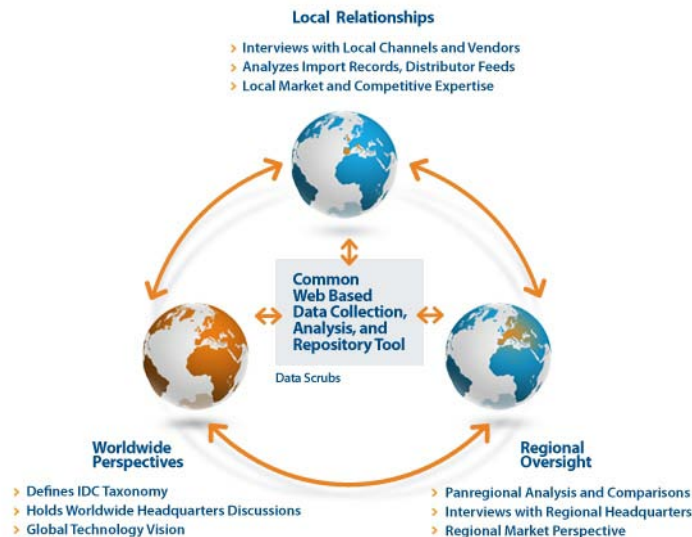 Local Relationships
Interviews with Local Channels and Vendors
Analyzes Import Records, Distributor Feeds
Local Market and Competitive Expertise
Common
Web Based
Data Collection,
Analysis, and
Repository Tool
Data Scrubs
Worldwide
Perspectives
Defines IDC Taxonomy
Holds Worldwide Headquarters Discussions
Global Technology Vision
Regional
Oversight
Panregional Analysis and Comparisons
Interviews with Regional Headquarters
Regional Market Perspective